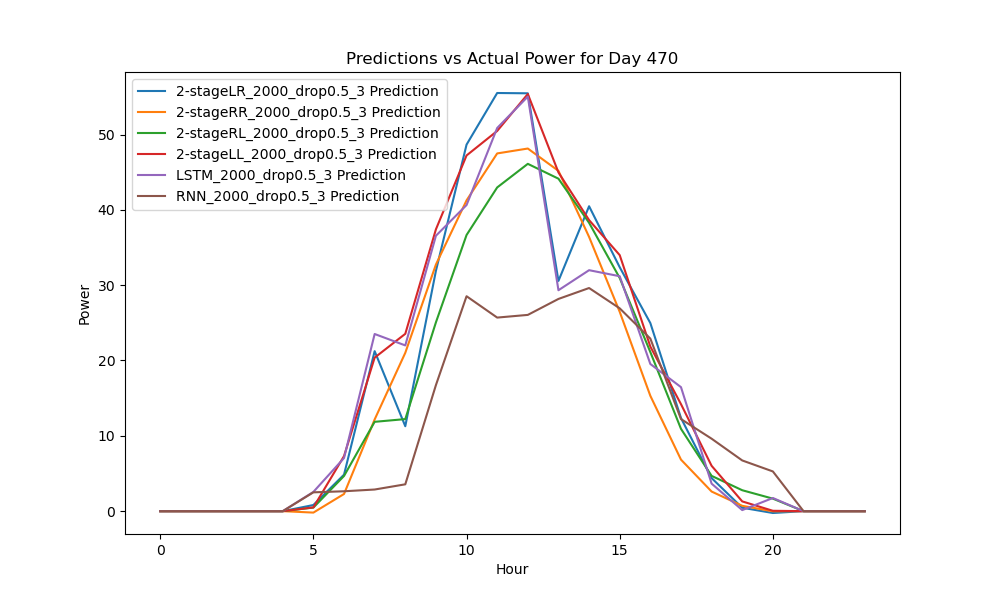 Predictions vs Actual Power for Day 470
2-stageLR_2000_drop0.5_3 Prediction
2-stageRR_2000_drop0.5_3 Prediction
2-stageRL_2000_drop0.5_3 Prediction
2-stageLL_2000_drop0.5_3 Prediction
LSTM_2000_drop0.5_3 Prediction
RNN_2000_drop0.5_3 Prediction
Power
50
40
30
20
10
0
0 5 10 15 20
Hour